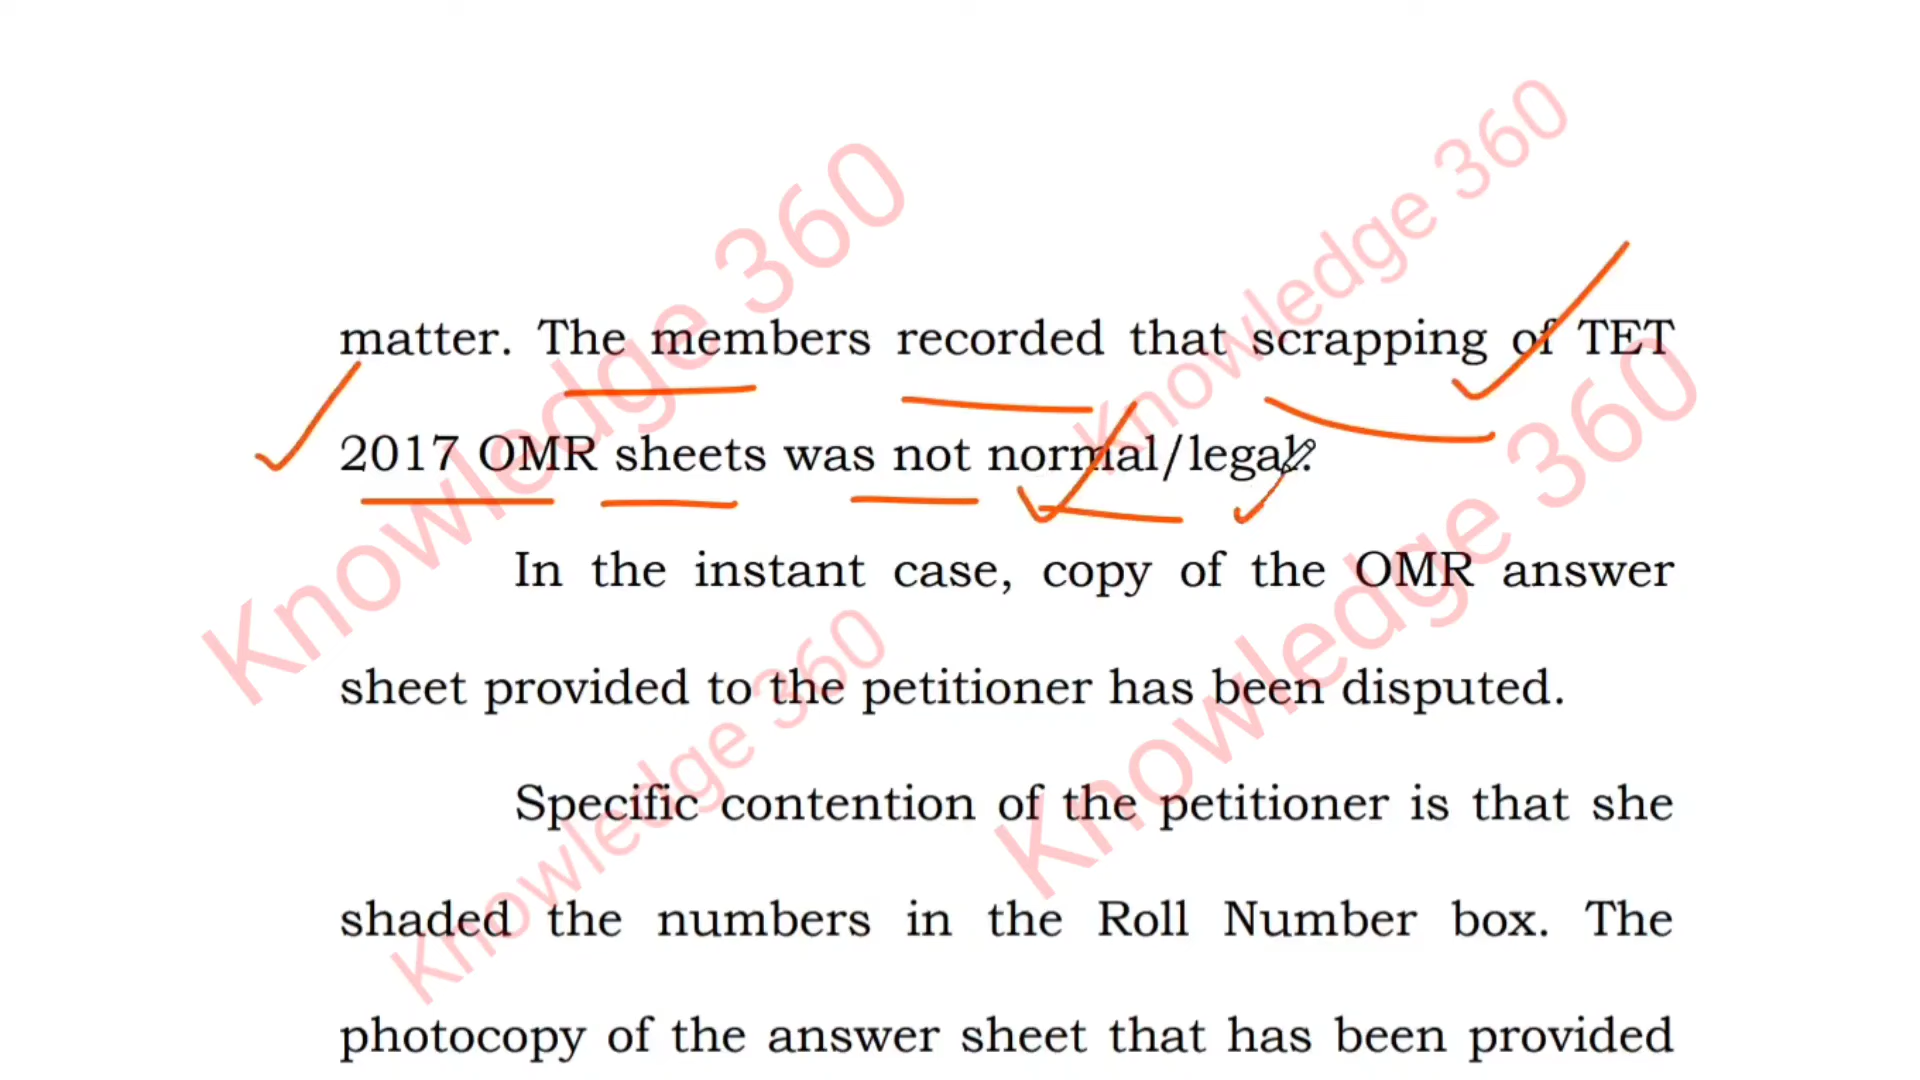 matter. The members recorded that scrapping of TET
2017 OMR sheets was not normal/legal.
In the instant case, copy of the OMR answer
sheet provided to the petitioner has been disputed.
Specific contention of the petitioner is that she
shaded the numbers in the Roll Number box. The
photocopy of the answer sheet that has been provided
Knowledge 360
Knowledge 360
Knowledge 360
Knowledge 360